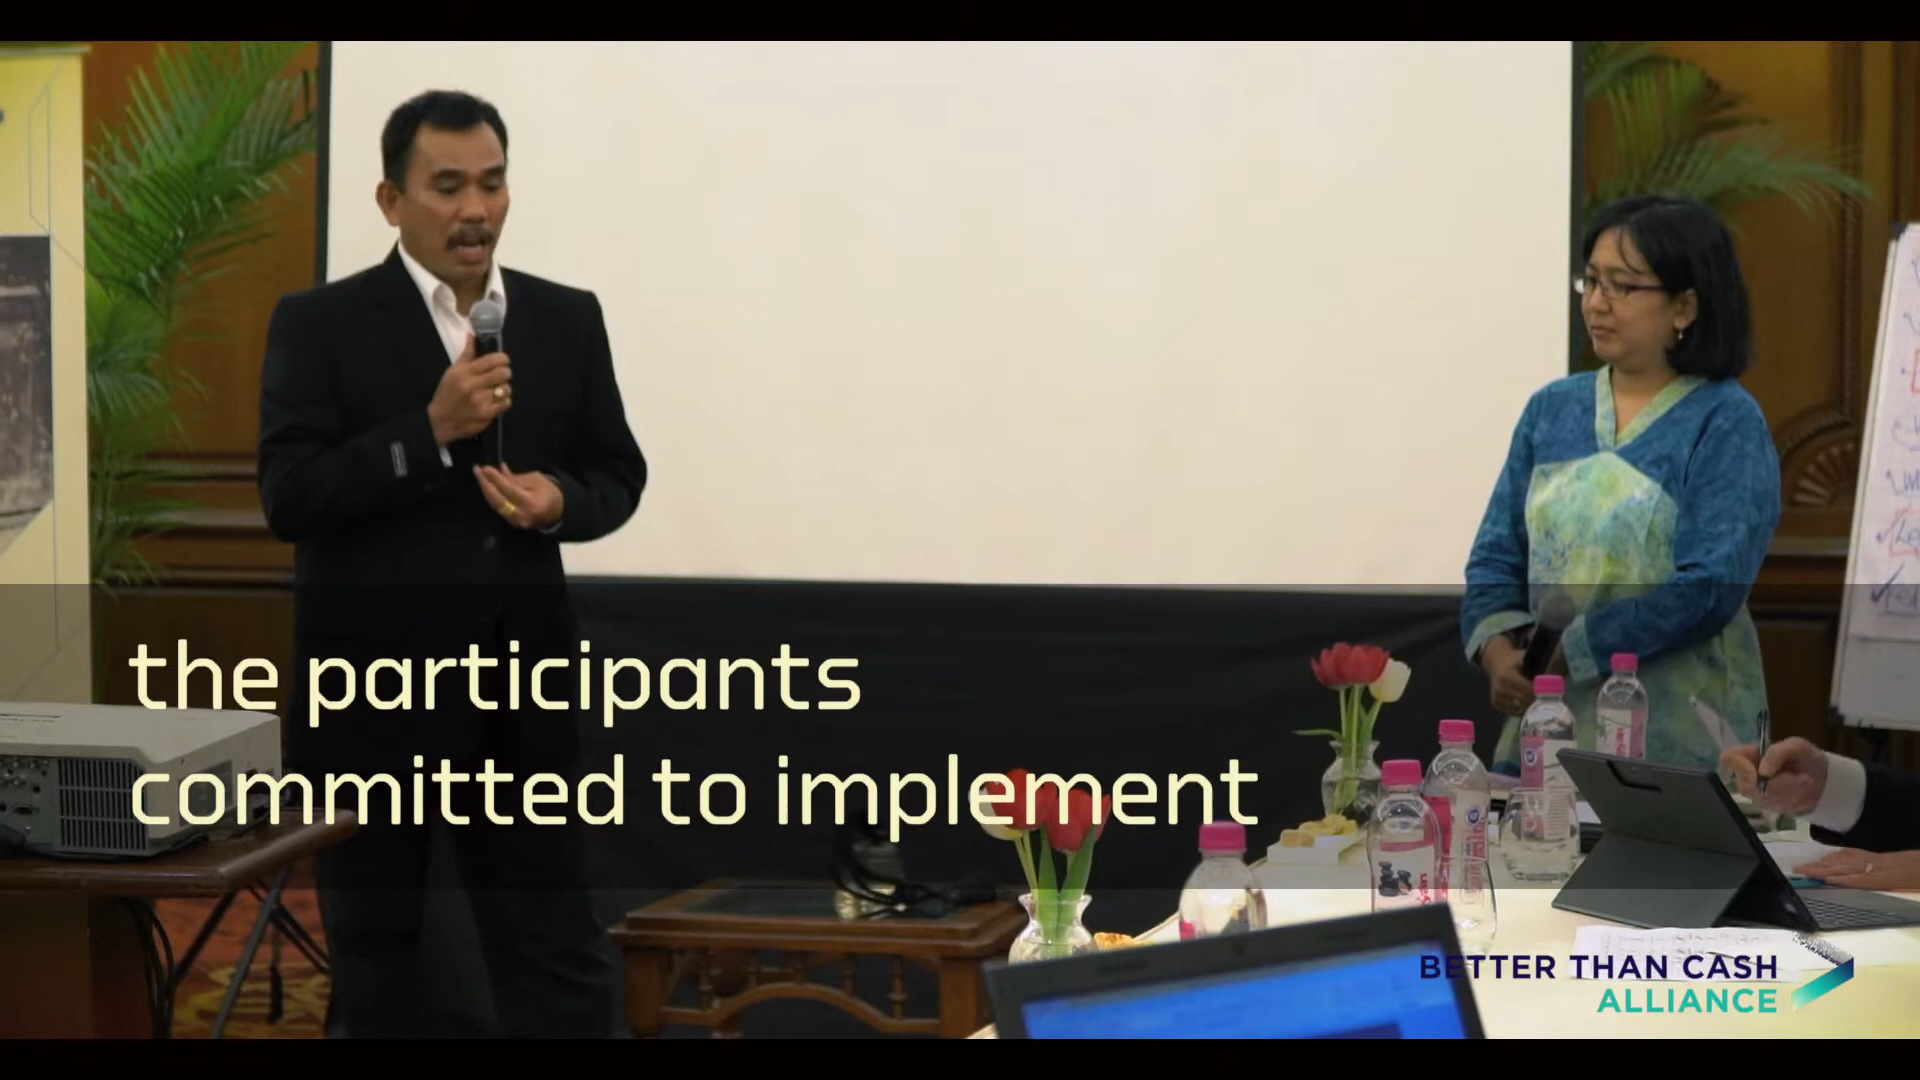 the participants
committed to implement
BETTER THAN CASH
ALLIANCE